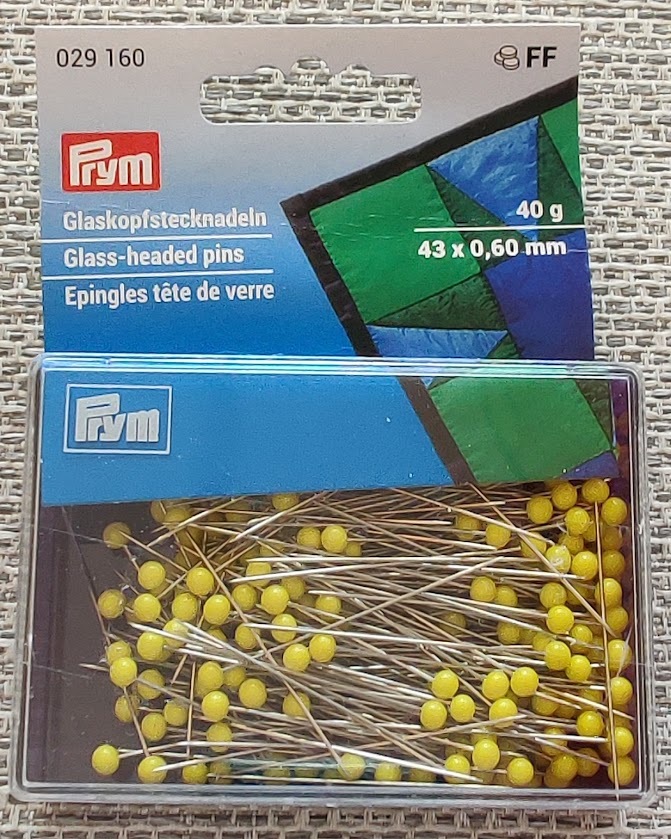 029 160
FF
Prym
Glaskopfstecknadeln
Glass-headed pins
Epingles tête de verre
40 g
43 x 0,60 mm
Prym